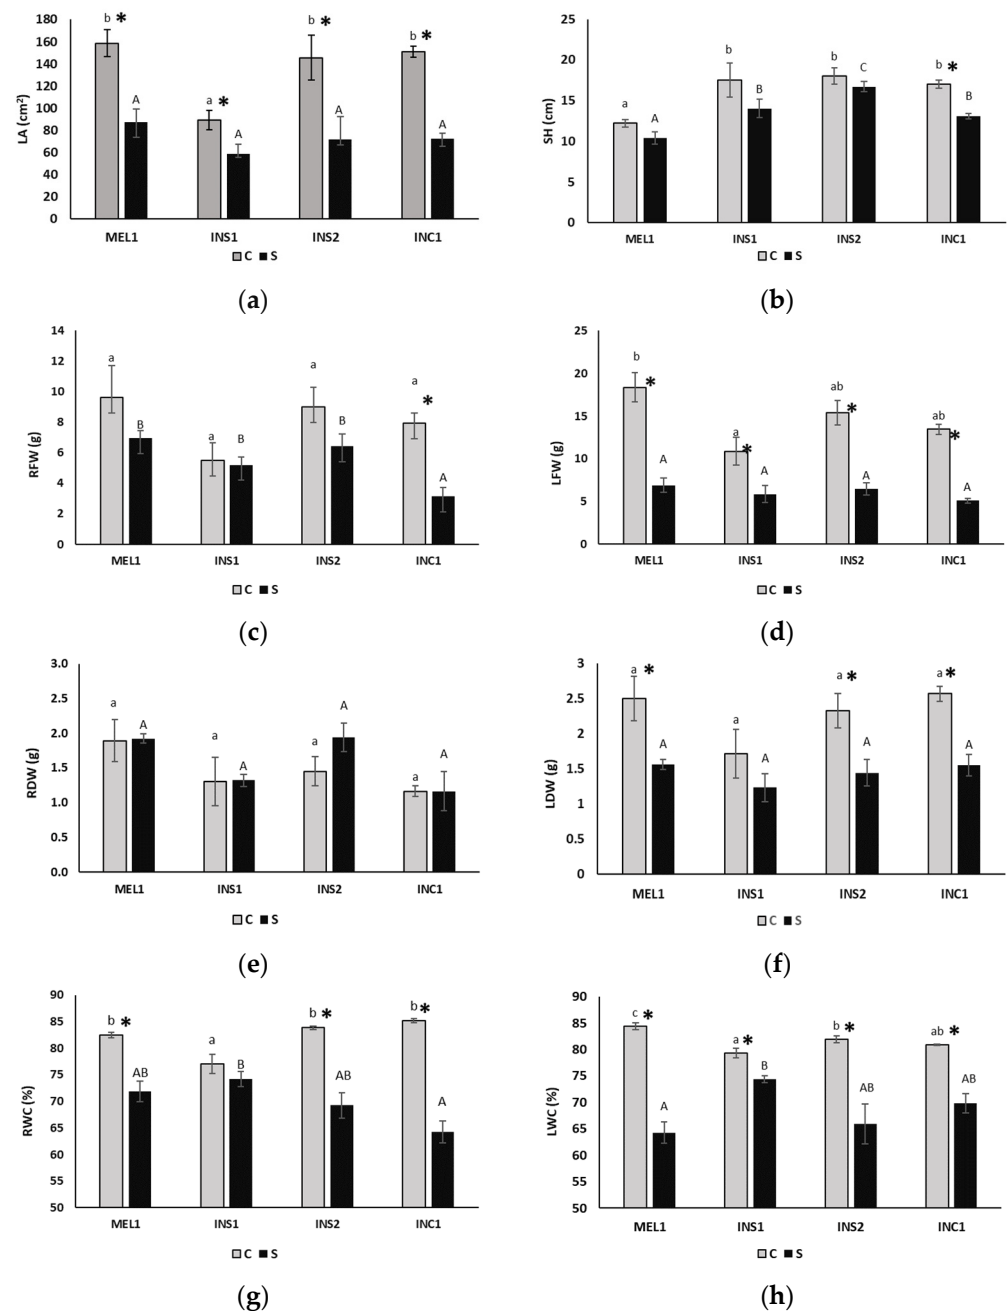 180
160
140
120
100
80
60
40
20
0
LA (cm²)
b *
A
a *
A
b *
A
b *
A
MEL1 INS1 INS2 INC1
C S
(a)
25
20
15
10
5
0
SH (cm)
a
A
b
B
b
C
b *
B
MEL1 INS1 INS2 INC1
C S
(b)
14
12
10
8
6
4
2
0
RFW (g)
a
B
a
B
a
B
a
*
A
MEL1 INS1 INS2 INC1
C S
(c)
25
20
15
10
5
0
LFW (g)
b
*
A
a
*
A
ab
*
A
ab
*
A
MEL1 INS1 INS2 INC1
C S
(d)
3.0
2.5
2.0
1.5
1.0
0.5
0.0
RDW (g)
a
A
a
A
a
A
a
A
MEL1 INS1 INS2 INC1
C S
(e)
3
2.5
2
1.5
1
0.5
0
LDW (g)
a *
A
a
A
a *
A
a *
A
MEL1 INS1 INS2 INC1
C S
(f)
90
85
80
75
70
65
60
55
50
RWC (%)
b *
AB
a
B
b *
AB
b *
A
MEL1 INS1 INS2 INC1
C S
(g)
90
85
80
75
70
65
60
55
50
LWC (%)
c *
A
a *
B
b *
AB
ab *
AB
MEL1 INS1 INS2 INC1
C S
(h)